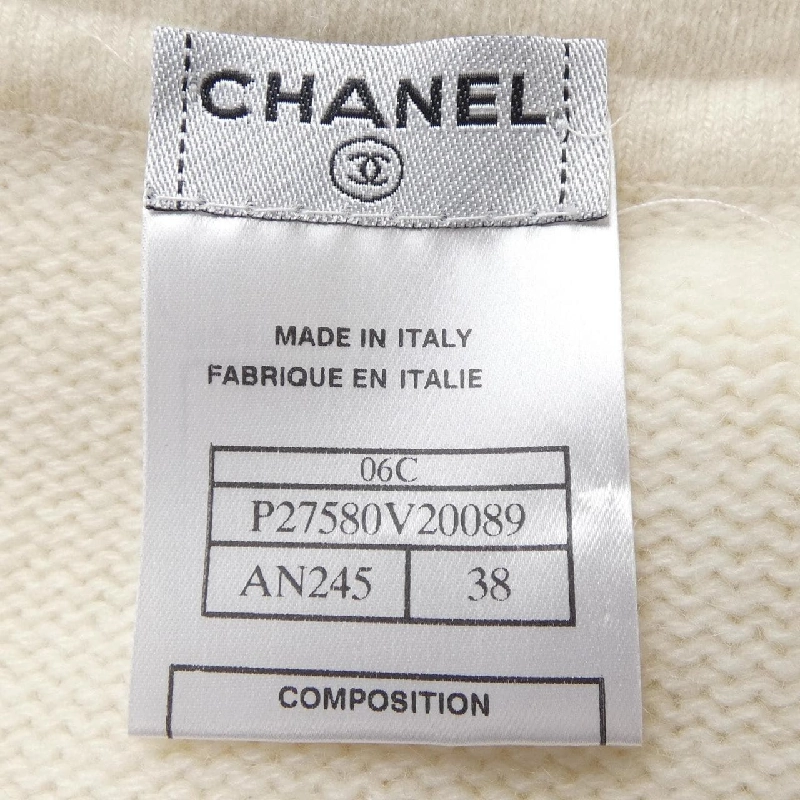 CHANEL
MADE IN ITALY
FABRIQUE EN ITALIE
06C
P27580V20089
AN245 38
COMPOSITION